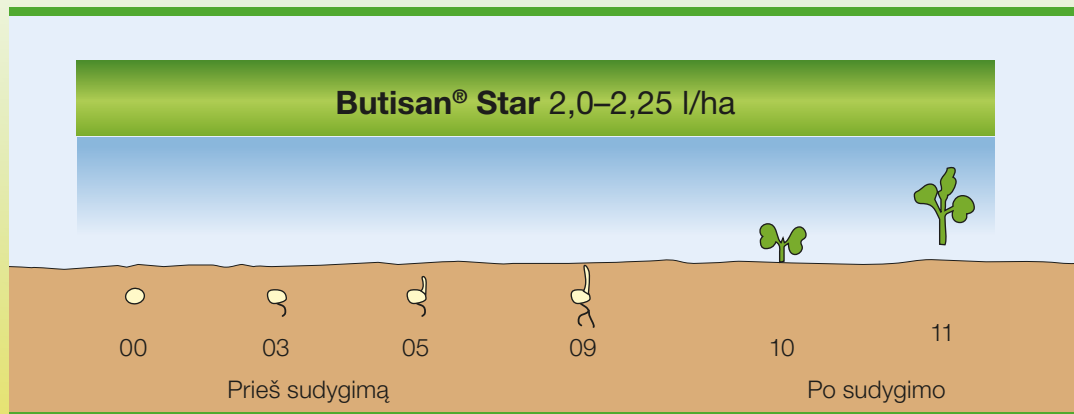 Butisan® Star 2,0–2,25 l/ha
00 03 05 09 10 11
Prieš sudygimą Po sudygimo